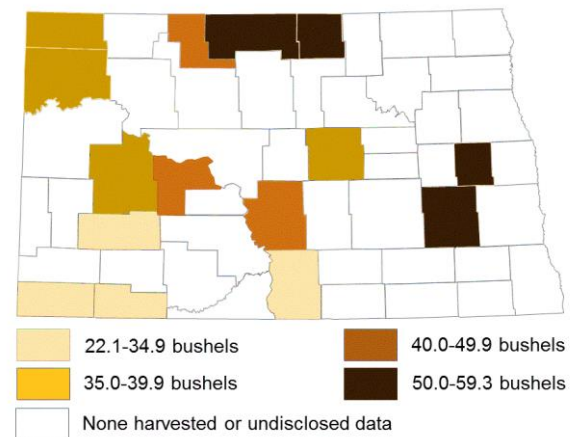 22.1-34.9 bushels
40.0-49.9 bushels
35.0-39.9 bushels
50.0-59.3 bushels
None harvested or undisclosed data